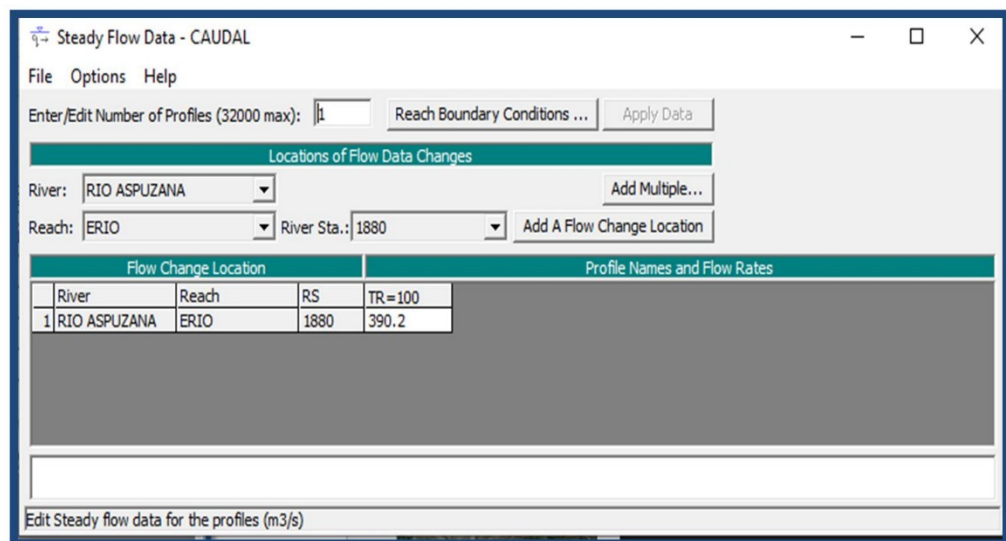 Steady Flow Data - CAUDAL
File Options Help
Enter/Edit Number of Profiles (32000 max): 1 Reach Boundary Conditions ... Apply Data
Locations of Flow Data Changes
River: RIO ASPUZANA Add Multiple...
Reach: ERIO River Sta.: 1880 Add A Flow Change Location
Flow Change Location Profile Names and Flow Rates
River Reach RS TR=100
1 RIO ASPUZANA ERIO 1880 390.2
Edit Steady flow data for the profiles (m3/s)